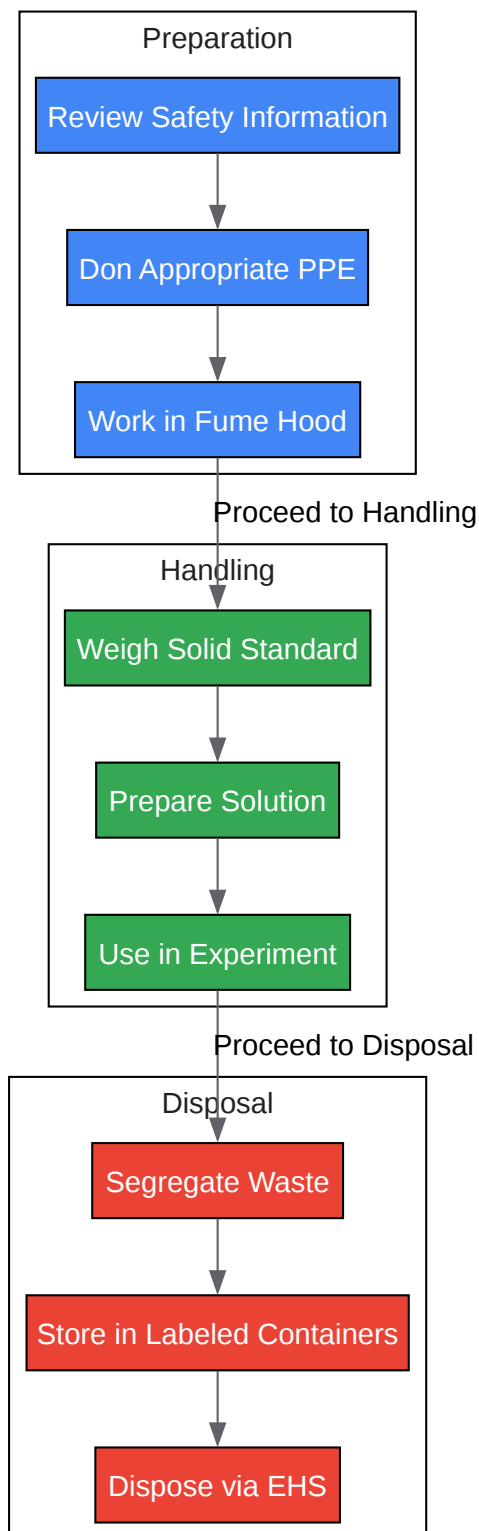 Preparation
Review Safety Information
Don Appropriate PPE
Work in Fume Hood
Proceed to Handling
Handling
Weigh Solid Standard
Prepare Solution
Use in Experiment
Proceed to Disposal
Disposal
Segregate Waste
Store in Labeled Containers
Dispose via EHS